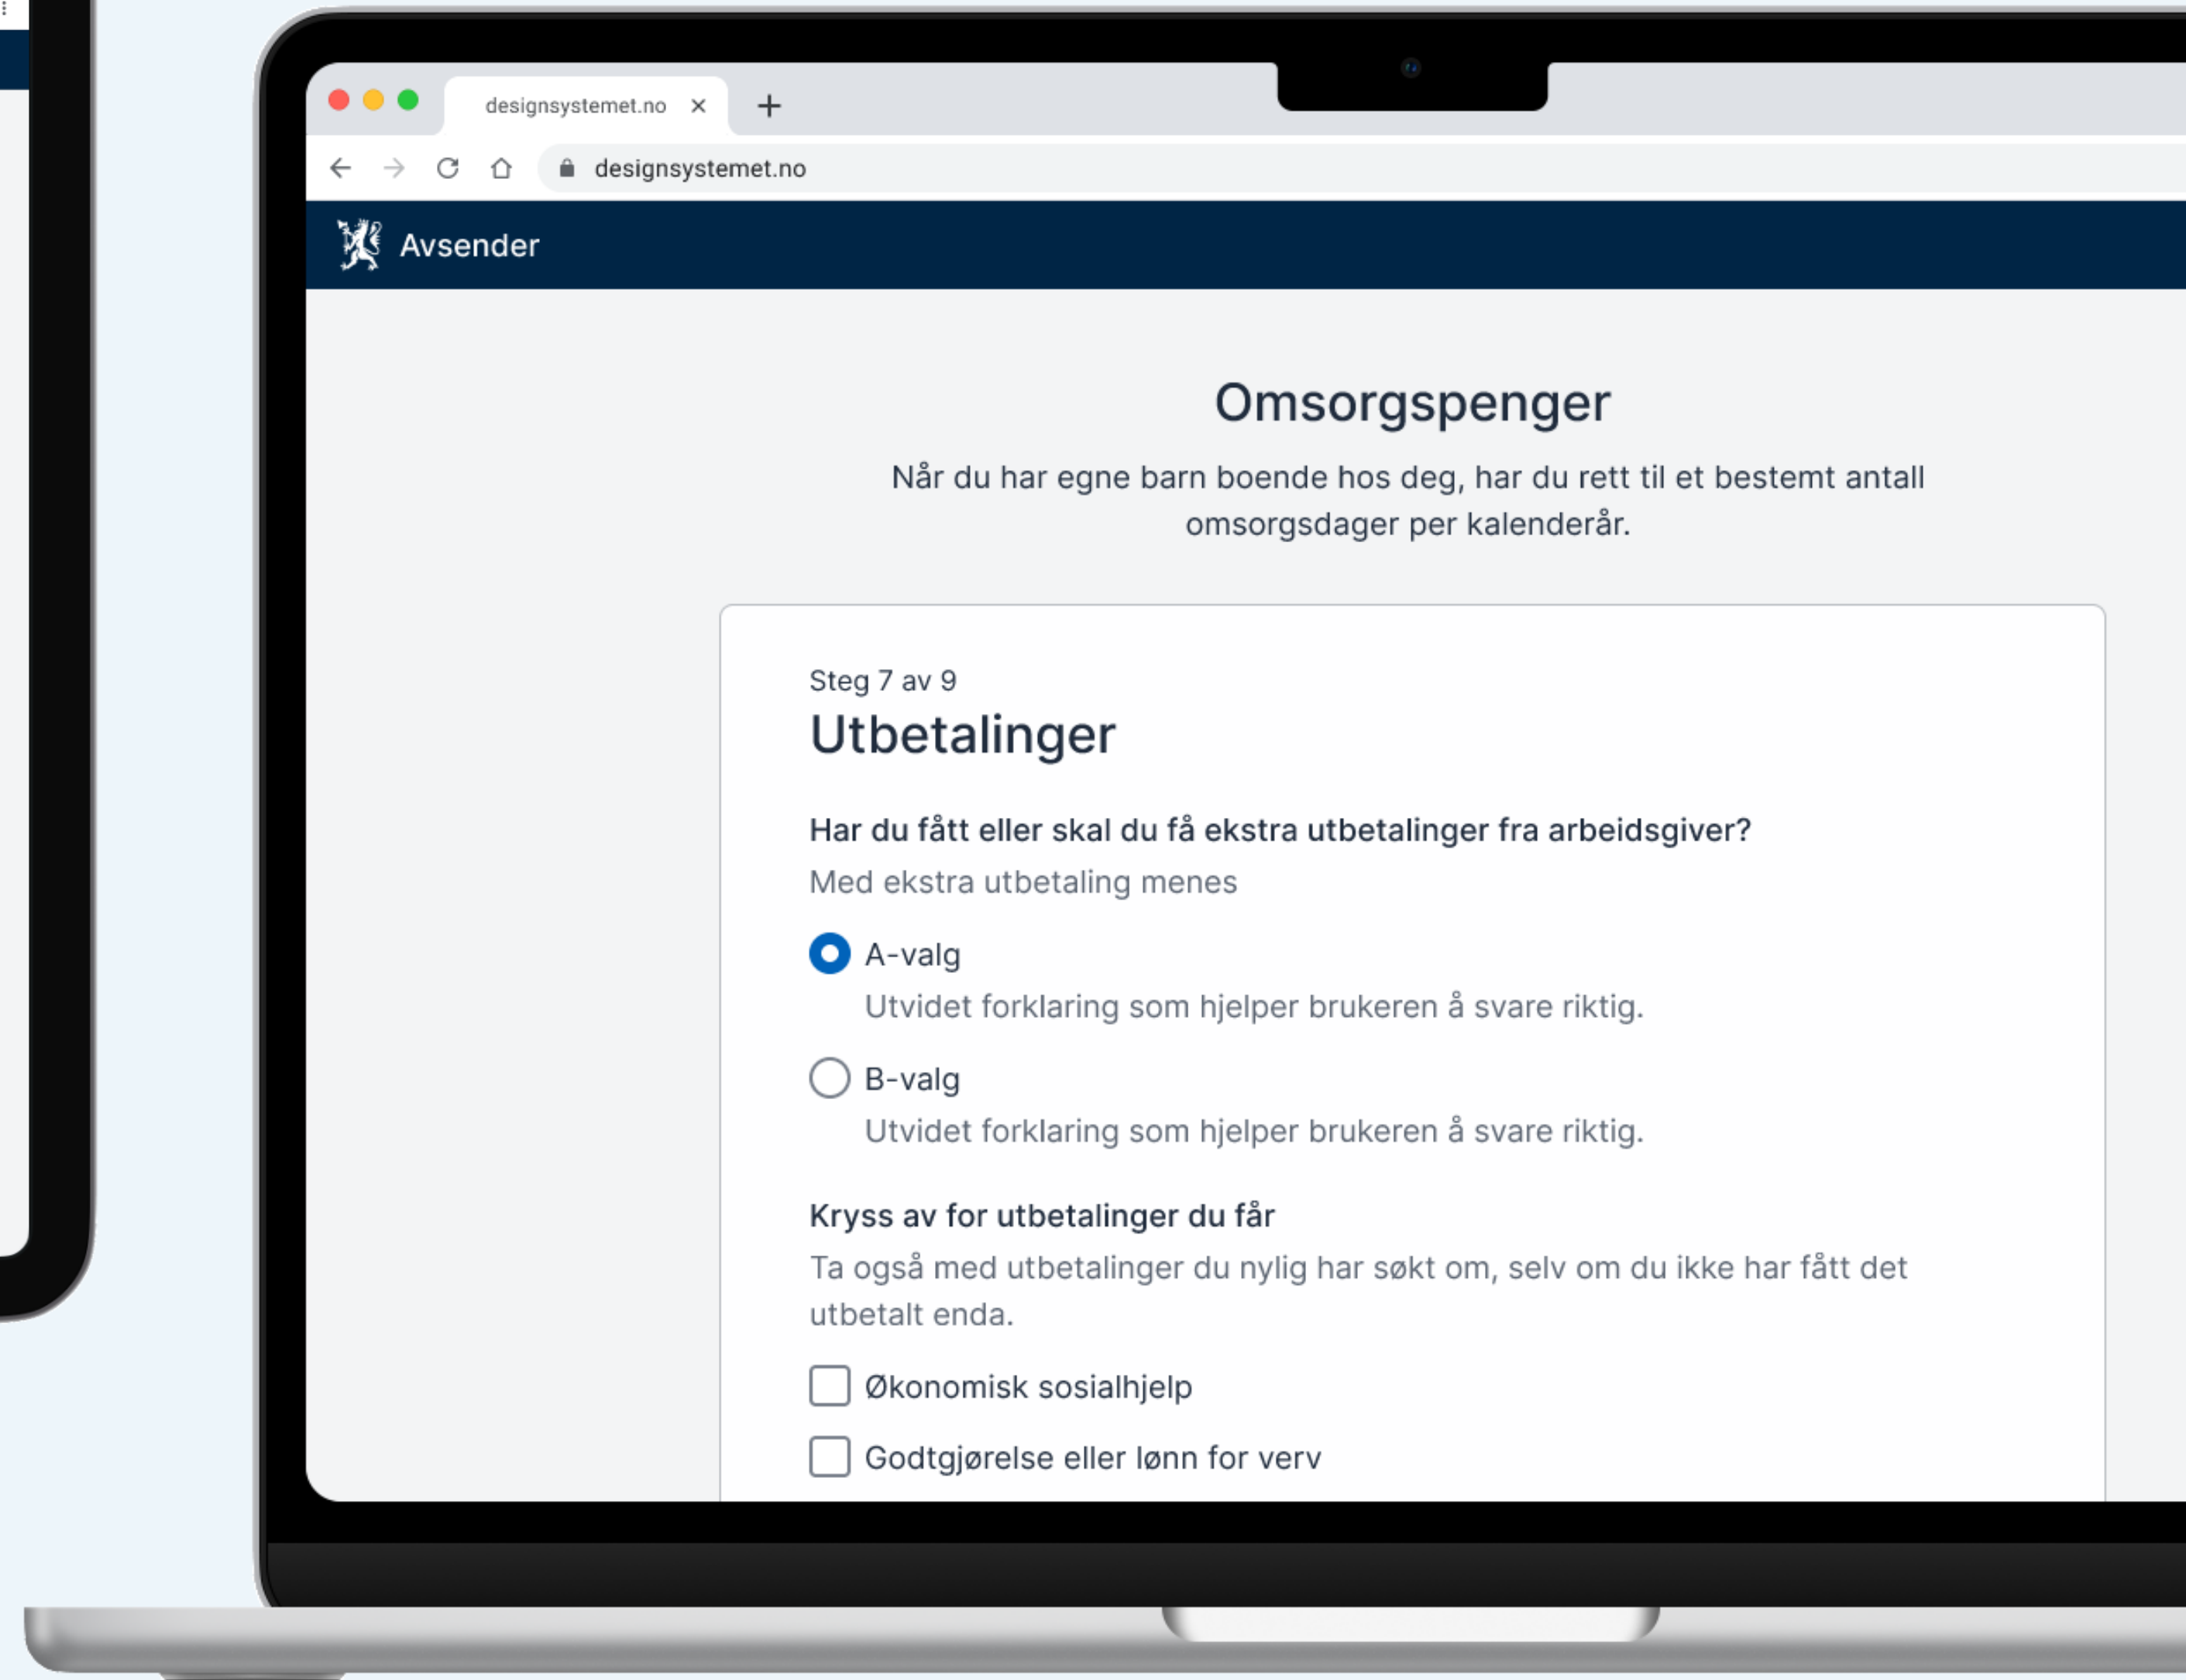 designsystemet.no
designsystemet.no
Avsender
Omsorgspenger
Når du har egne barn boende hos deg, har du rett til et bestemt antall
omsorgsdager per kalenderår.
Steg 7 av 9
Utbetalinger
Har du fått eller skal du få ekstra utbetalinger fra arbeidsgiver?
Med ekstra utbetaling menes
A-valg
Utvidet forklaring som hjelper brukeren å svare riktig.
B-valg
Utvidet forklaring som hjelper brukeren å svare riktig.
Kryss av for utbetalinger du får
Ta også med utbetalinger du nylig har søkt om, selv om du ikke har fått det
utbetalt enda.
Økonomisk sosialhjelp
Godtgjørelse eller lønn for verv